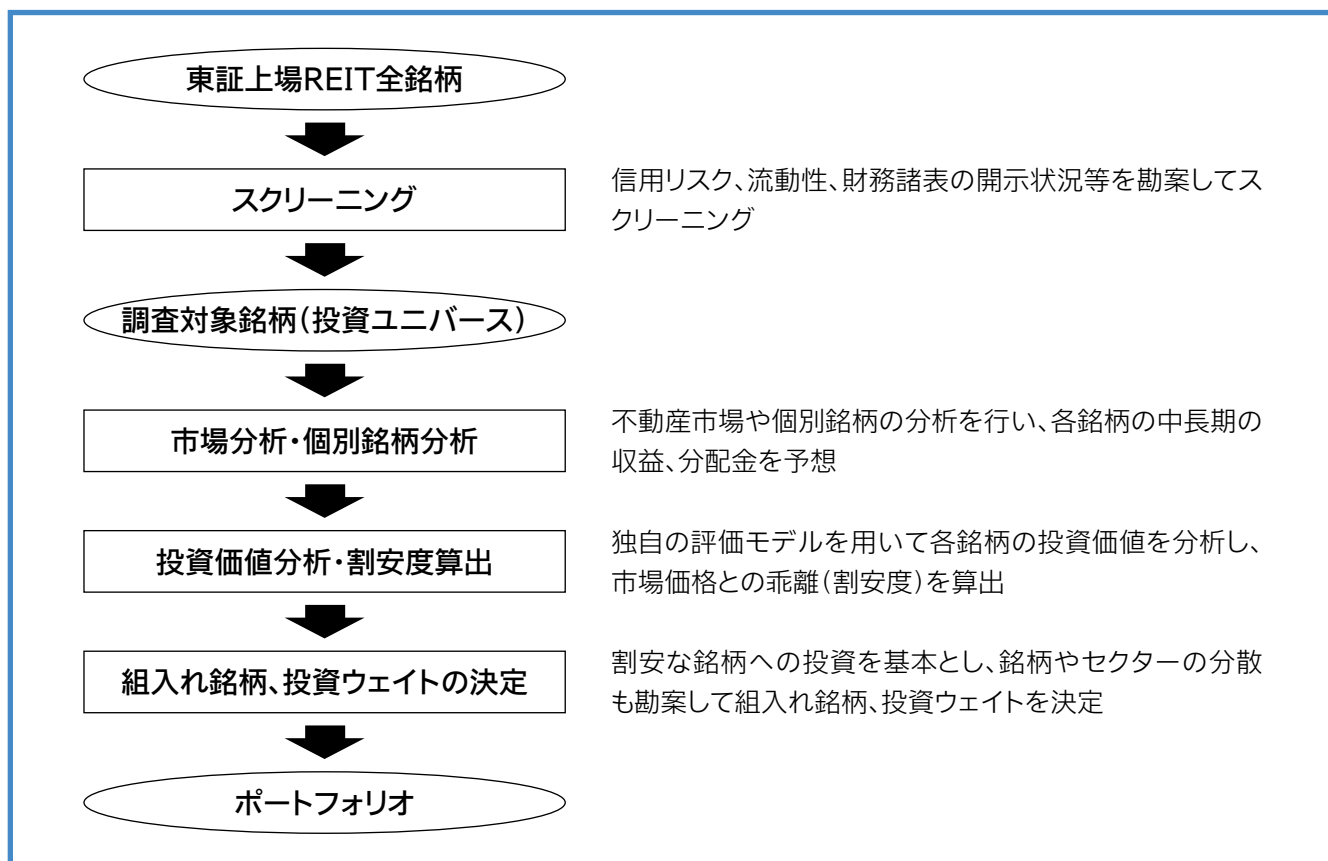 東証上場REIT全銘柄
スクリーニング
信用リスク、流動性、財務諸表の開示状況等を勘案してス
クリーニング
調査対象銘柄(投資ユニバース)
市場分析・個別銘柄分析
不動産市場や個別銘柄の分析を行い、各銘柄の中長期の
収益、分配金を予想
投資価値分析・割安度算出
独自の評価モデルを用いて各銘柄の投資価値を分析し、
市場価格との乖離(割安度)を算出
組入れ銘柄、投資ウェイトの決定
割安な銘柄への投資を基本とし、銘柄やセクターの分散
も勘案して組入れ銘柄、投資ウェイトを決定
ポートフォリオ